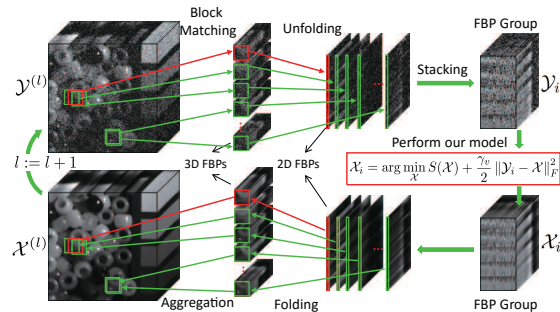 Block
Matching
Unfolding
FBP Group
𝒴^(l)
Stacking
𝒴_i
l := l + 1
3D FBPs
2D FBPs
Perform our model
𝒳_i = arg min_𝒳 S(𝒳) + γ_v/2 ‖𝒴_i − 𝒳‖_F^2
𝒳^(l)
𝒳_i
Aggregation
Folding
FBP Group